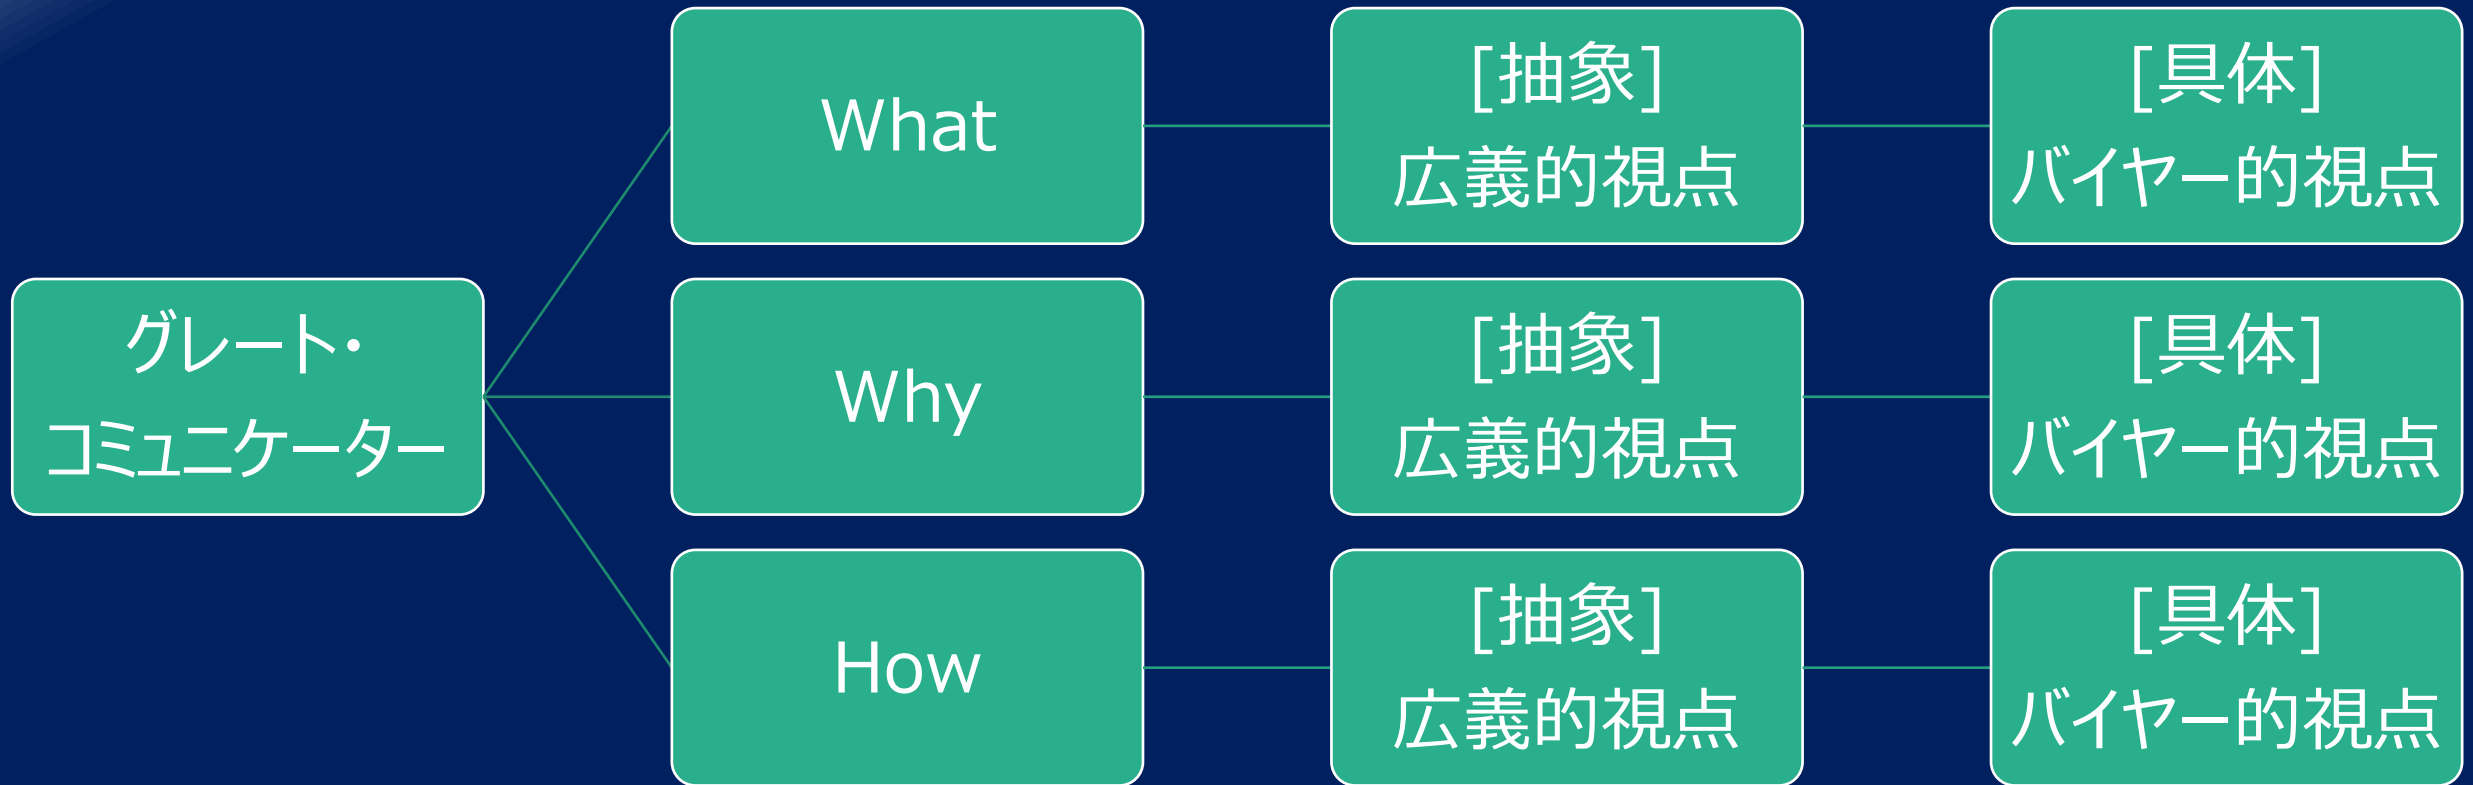 グレート・
コミュニケーター
What
[抽象]
広義的視点
[具体]
バイヤー的視点
Why
[抽象]
広義的視点
[具体]
バイヤー的視点
How
[抽象]
広義的視点
[具体]
バイヤー的視点